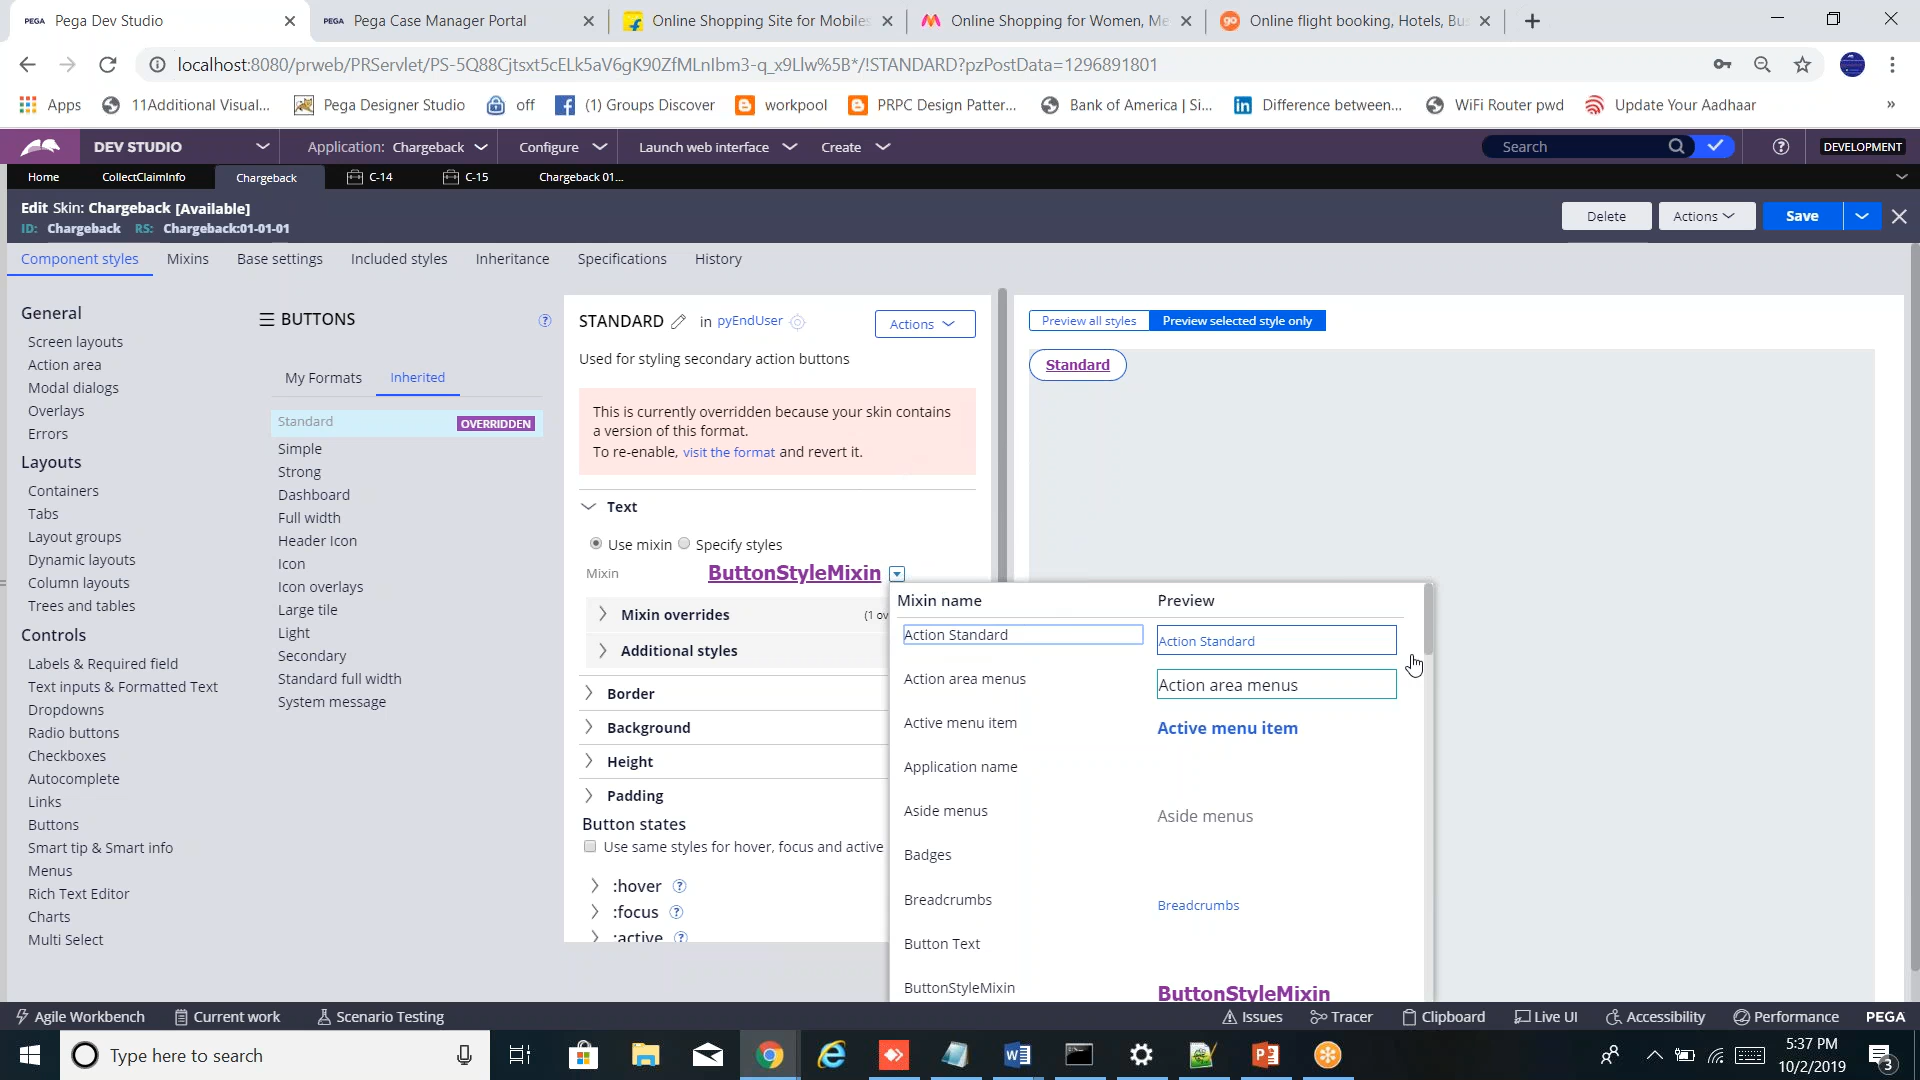 PEGA Pega Dev Studio
PEGA Pega Case Manager Portal
Online Shopping Site for Mobiles
Online Shopping for Women, Me
go Online flight booking, Hotels, Bus
localhost:8080/prweb/PRServlet/PS-5Q88Cjtsxt5cELk5aV6gK90ZfMLnIbm3-q_x9Llw%5B*/!STANDARD?pzPostData=1296891801
Apps
11Additional Visual...
Pega Designer Studio
off
(1) Groups Discover
workpool
PRPC Design Patter...
Bank of America | Si...
Difference between...
WiFi Router pwd
Update Your Aadhaar
»
DEV STUDIO
Application: Chargeback
Configure
Launch web interface
Create
Search
DEVELOPMENT
Home
CollectClaimInfo
Chargeback
C-14
C-15
Chargeback 01...
Edit Skin: Chargeback [Available]
ID: Chargeback RS: Chargeback:01-01-01
Delete
Actions
Save
Component styles
Mixins
Base settings
Included styles
Inheritance
Specifications
History
General
Screen layouts
Action area
Modal dialogs
Overlays
Errors
Layouts
Containers
Tabs
Layout groups
Dynamic layouts
Column layouts
Trees and tables
Controls
Labels & Required field
Text inputs & Formatted Text
Dropdowns
Radio buttons
Checkboxes
Autocomplete
Links
Buttons
Smart tip & Smart info
Menus
Rich Text Editor
Charts
Multi Select
BUTTONS
My Formats
Inherited
Standard OVERRIDDEN
Simple
Strong
Dashboard
Full width
Header Icon
Icon
Icon overlays
Large tile
Light
Secondary
Standard full width
System message
STANDARD in pyEndUser
Actions
Used for styling secondary action buttons
This is currently overridden because your skin contains
a version of this format.
To re-enable, visit the format and revert it.
Text
Use mixin Specify styles
Mixin ButtonStyleMixin
Mixin overrides (1 ov
Additional styles
Border
Background
Height
Padding
Button states
Use same styles for hover, focus and active
:hover
:focus
:active
Preview all styles
Preview selected style only
Standard
Mixin name Preview
Action Standard Action Standard
Action area menus Action area menus
Active menu item Active menu item
Application name
Aside menus Aside menus
Badges
Breadcrumbs Breadcrumbs
Button Text
ButtonStyleMixin ButtonStyleMixin
Agile Workbench
Current work
Scenario Testing
Issues
Tracer
Clipboard
Live UI
Accessibility
Performance
PEGA
Type here to search
5:37 PM
10/2/2019
3